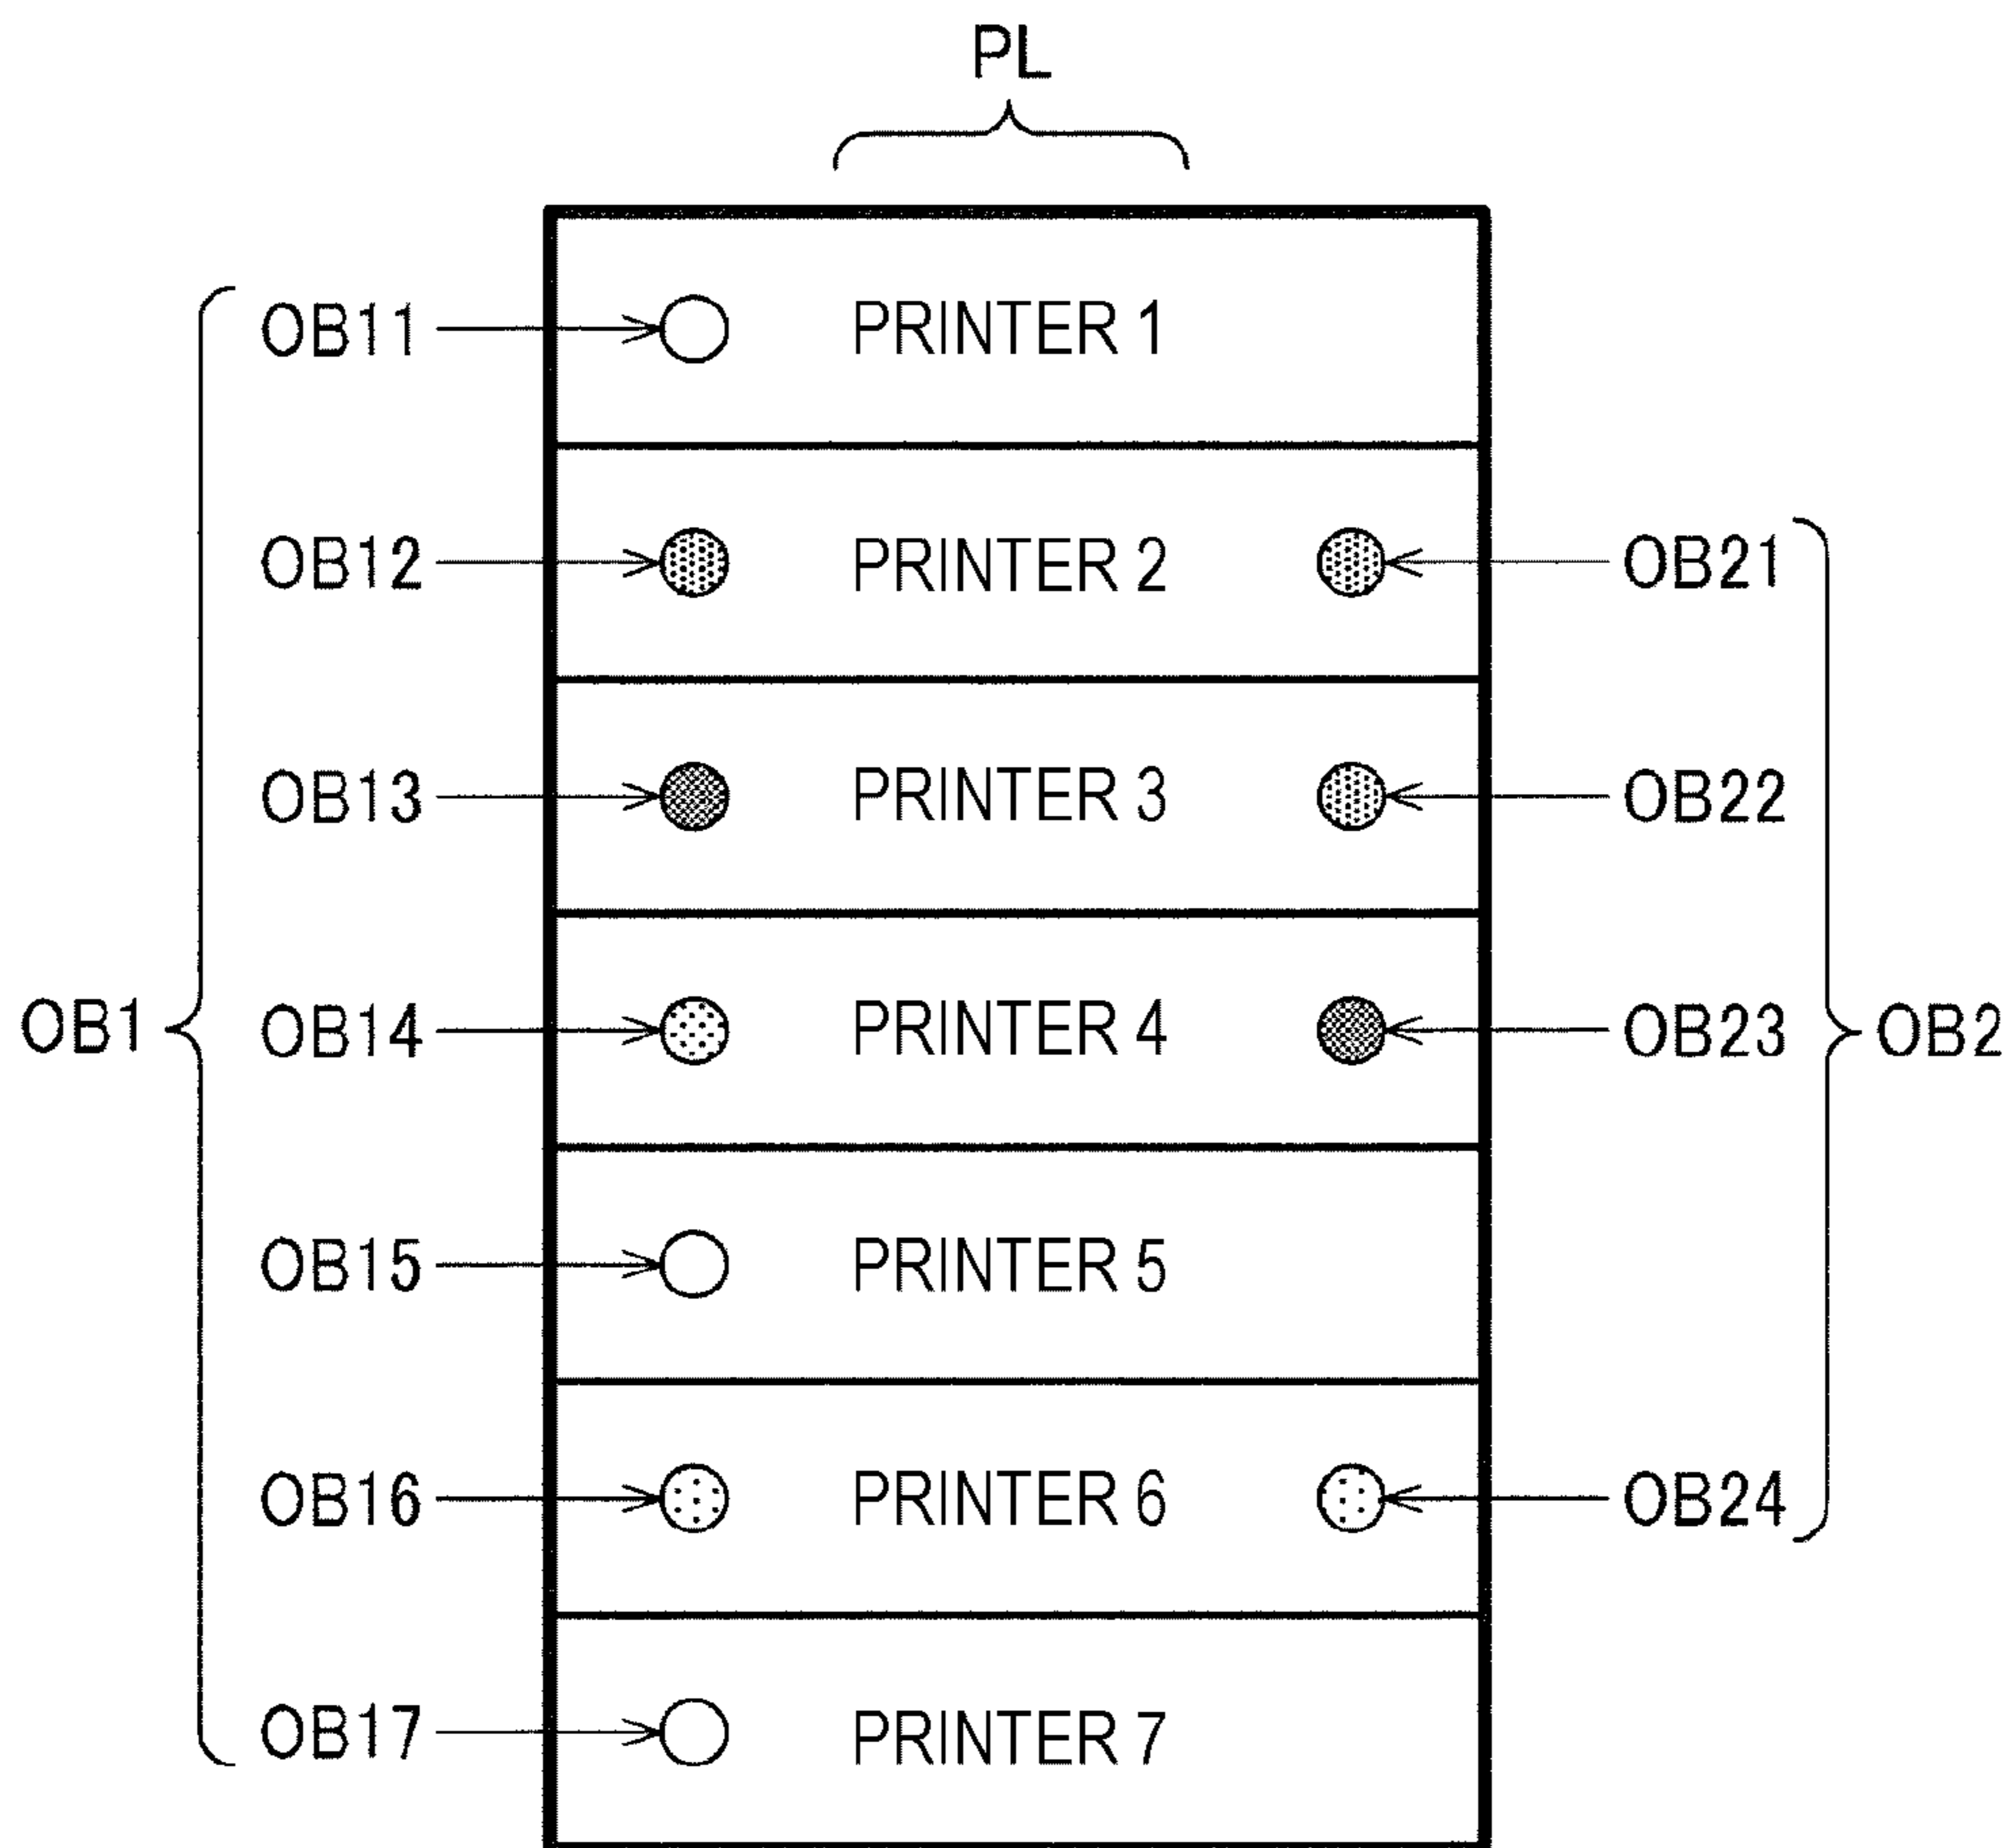 PL
OB11 PRINTER 1
OB12 PRINTER 2 OB21
OB13 PRINTER 3 OB22
OB1 OB14 PRINTER 4 OB23 OB2
OB15 PRINTER 5
OB16 PRINTER 6 OB24
OB17 PRINTER 7